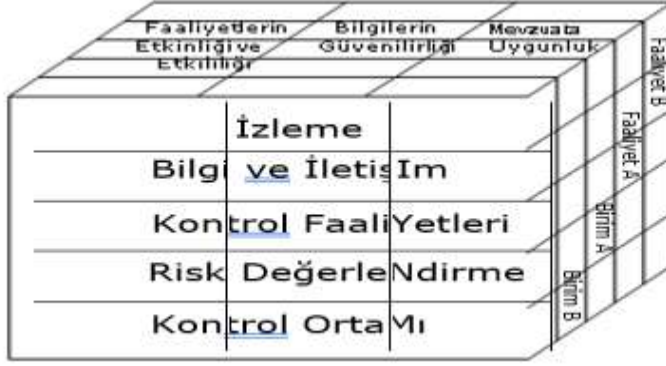 Faaliyetlerin Etkinliği ve Etkililiği
Bilgilerin Güvenilirliği
Mevzuata Uygunluk
İzleme
Bilgi ve İletişIm
Kontrol FaaliYetleri
Risk DeğerleNdirme
Kontrol OrtaMı
Birim B
Birim A
Faaliyet A
Faaliyet B